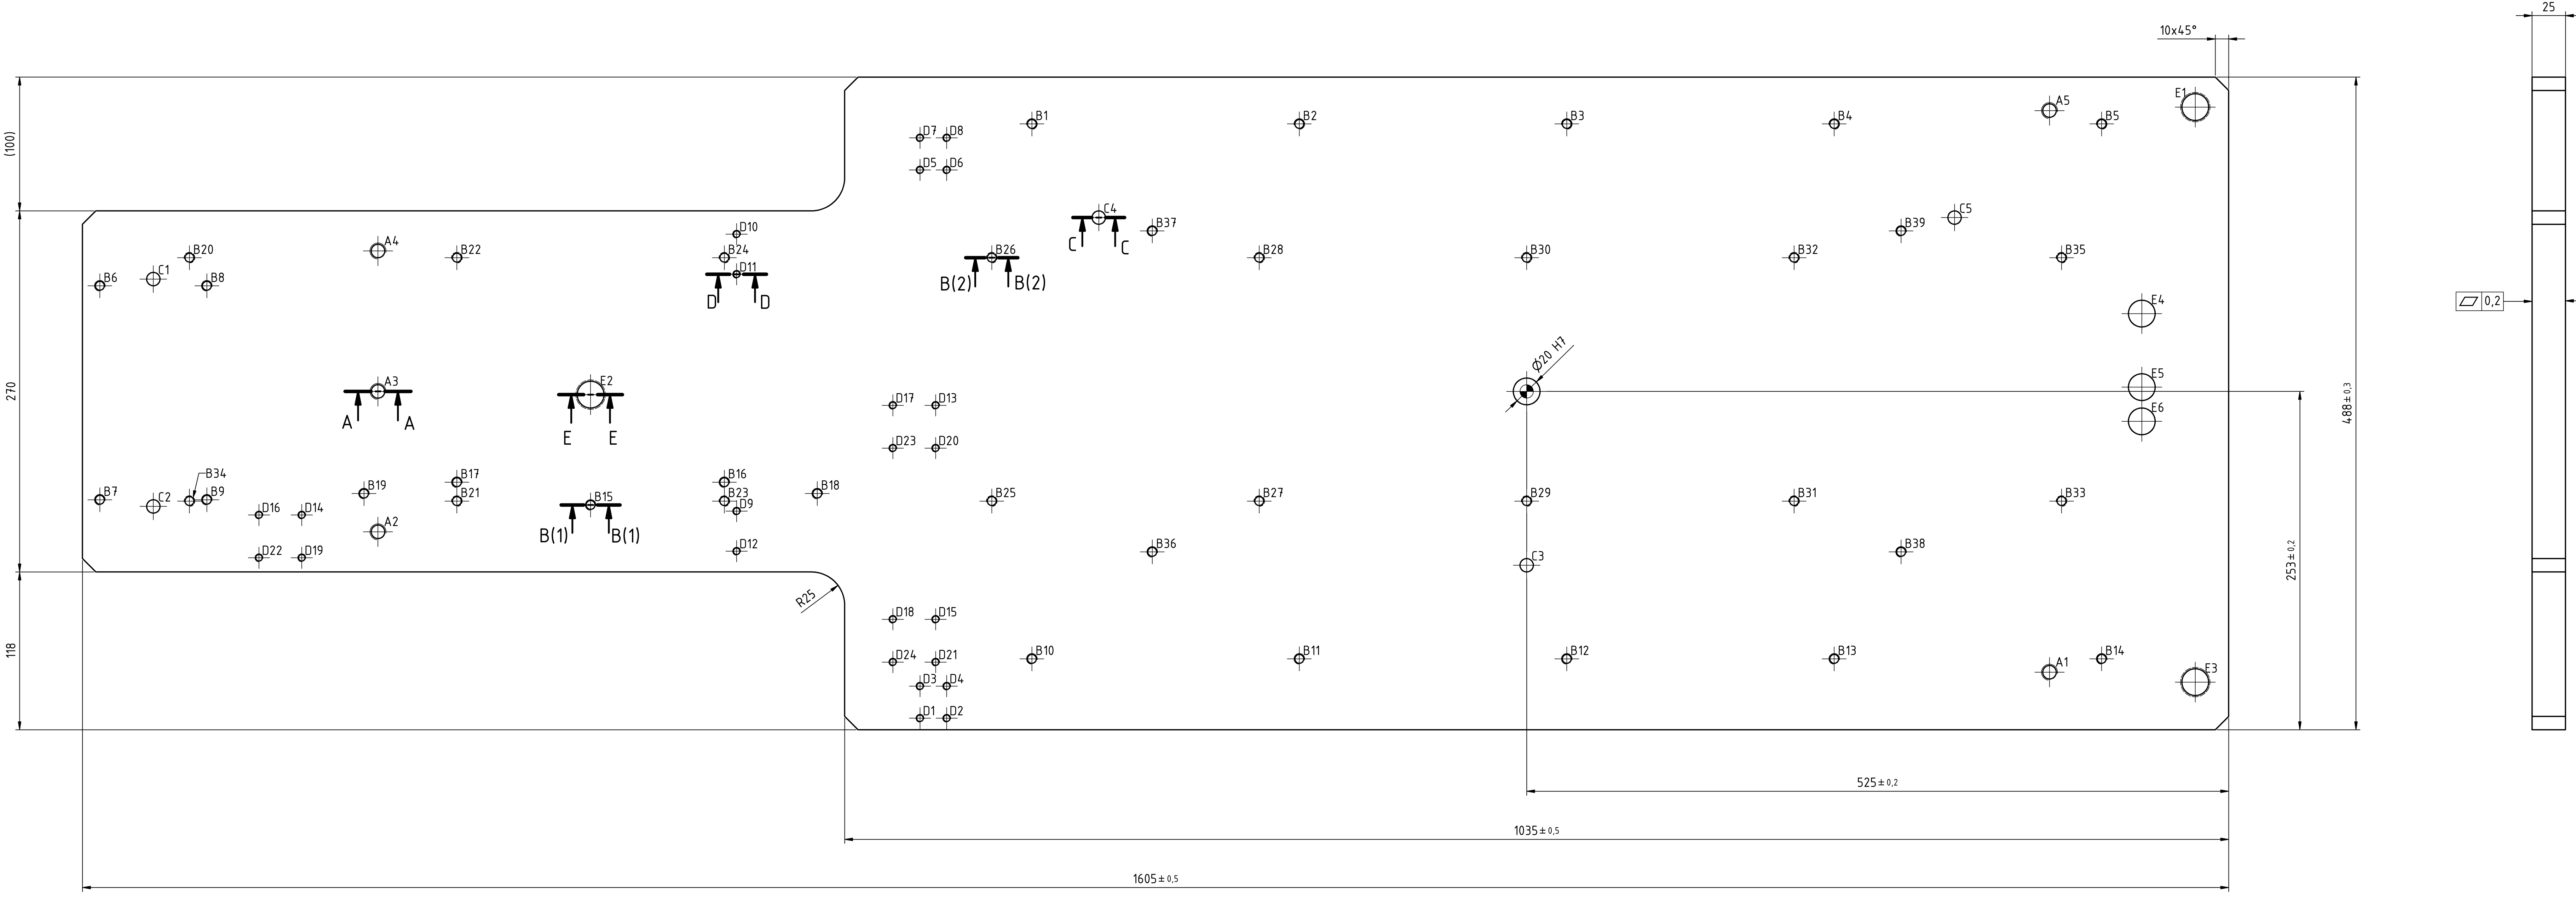 25
10x45°
E1
A5
B1
B2
B3
B4
B5
D7
D8
(100)
D5
D6
C4
C5
B37
B39
D10
A4
C
C
B20
B22
B24
B26
B28
B30
B32
B35
C1
D11
B6
B8
B(2)
B(2)
D
D
E4
0,2
Ø20 H7
E5
A3
E2
270
488±0,3
D17
D13
E6
A
A
E
E
D23
D20
B34
B17
B16
B7
C2
B9
B19
B18
B21
B23
B15
B25
B27
B29
B31
B33
D9
D16
D14
A2
B(1)
B(1)
D22
D19
D12
B36
B38
253±0,2
C3
R25
D18
D15
118
D24
D21
B10
B11
B12
B13
B14
A1
E3
D3
D4
D1
D2
525±0,2
1035±0,5
1605±0,5